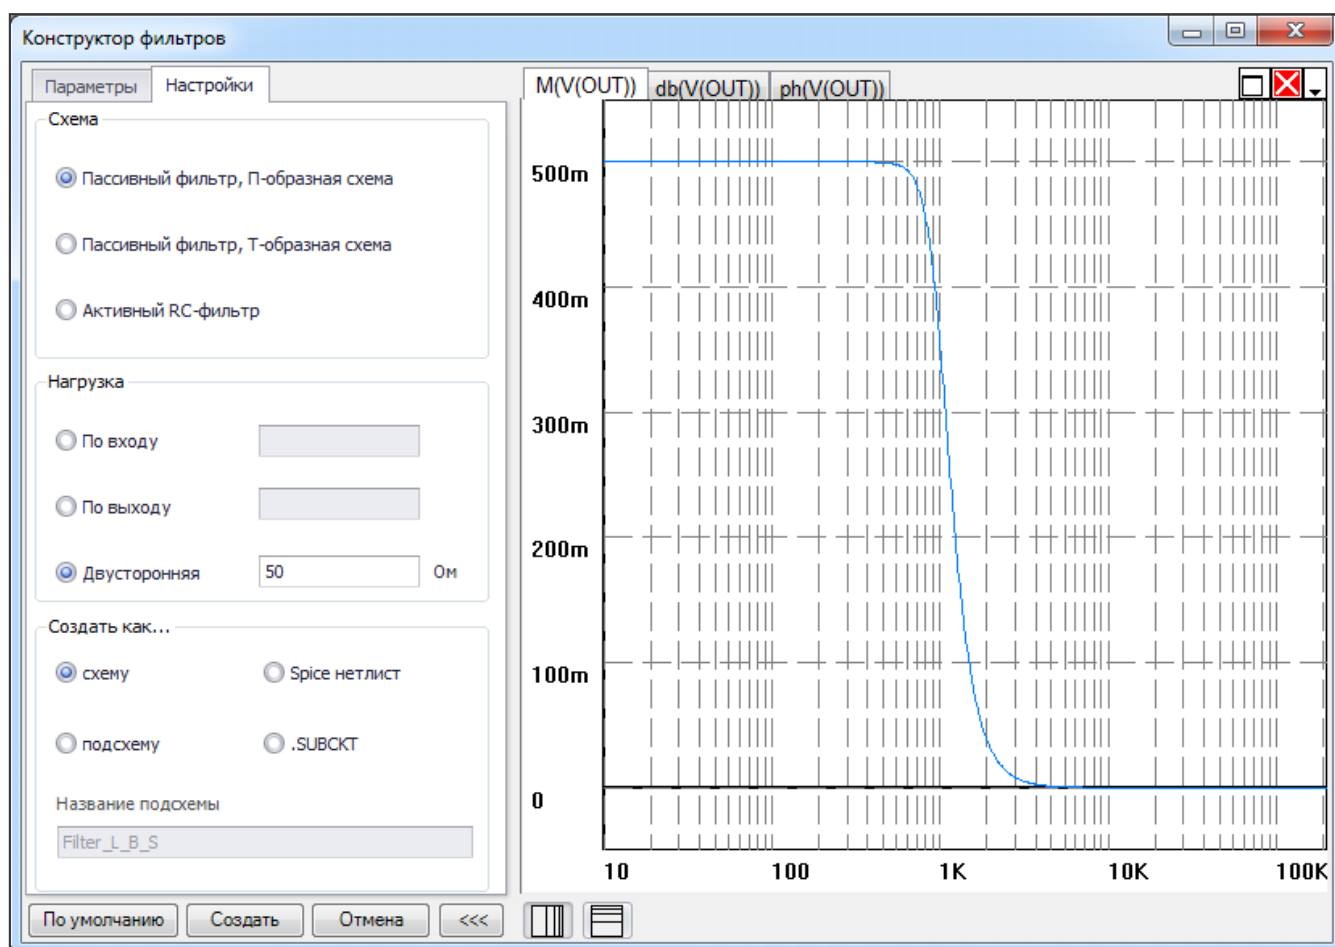 Конструктор фильтров
Параметры Настройки
Схема
Пассивный фильтр, П-образная схема
Пассивный фильтр, Т-образная схема
Активный RC-фильтр
Нагрузка
По входу
По выходу
Двусторонняя 50 Ом
Создать как...
схему Spice нетлист
подсхему .SUBCKT
Название подсхемы
Filter_L_B_S
По умолчанию Создать Отмена <<<
M(V(OUT)) db(V(OUT)) ph(V(OUT))
500m
400m
300m
200m
100m
0
10 100 1K 10K 100K